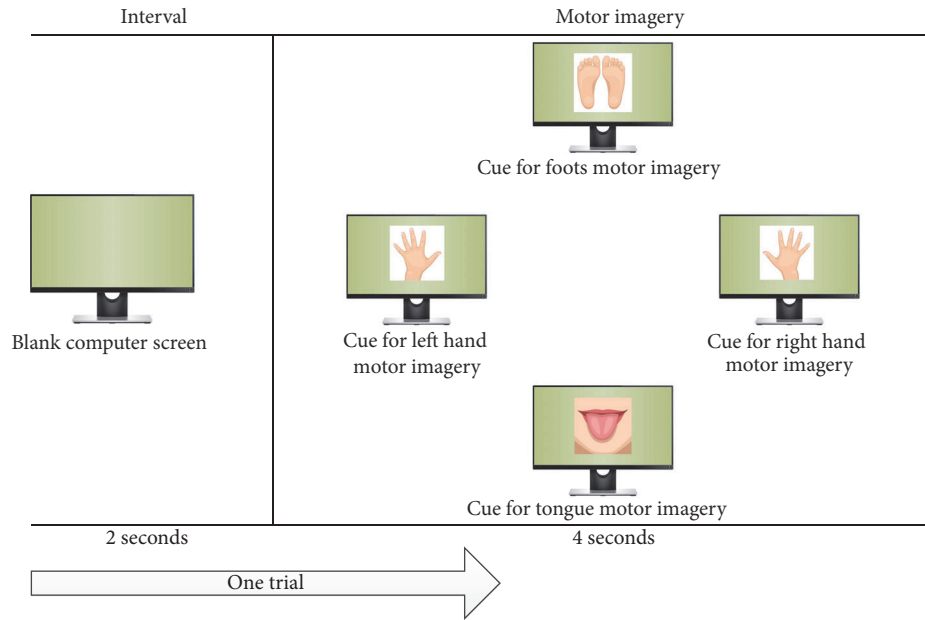 Interval
Motor imagery
Cue for foots motor imagery
Blank computer screen
Cue for left hand
motor imagery
Cue for right hand
motor imagery
Cue for tongue motor imagery
2 seconds
4 seconds
One trial